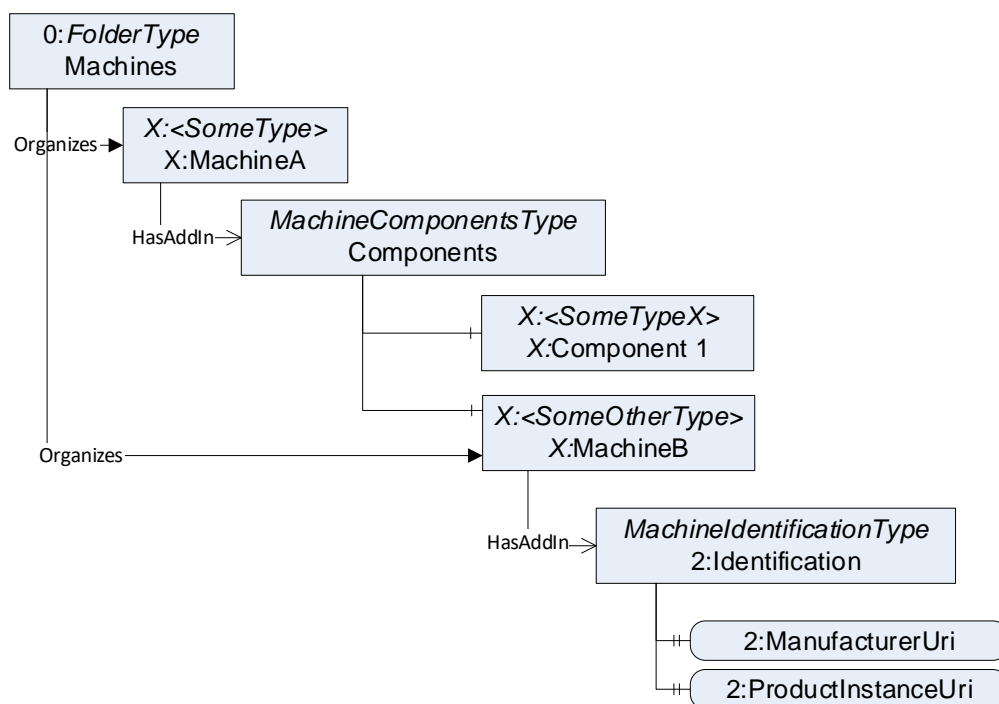 0:FolderType
Machines
Organizes
X:<SomeType>
X:MachineA
HasAddIn
MachineComponentsType
Components
X:<SomeTypeX>
X:Component 1
X:<SomeOtherType>
X:MachineB
Organizes
HasAddIn
MachineIdentificationType
2:Identification
2:ManufacturerUri
2:ProductInstanceUri